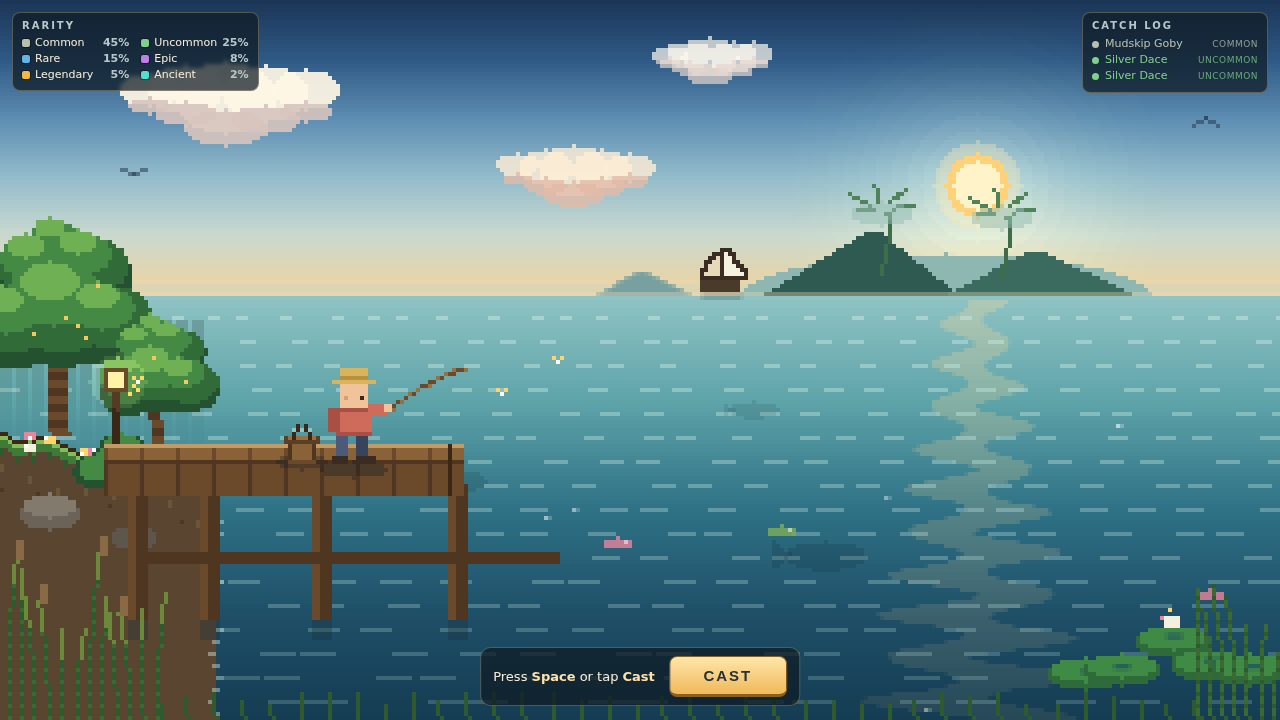 RARITY
Common 45% Uncommon 25%
Rare 15% Epic 8%
Legendary 5% Ancient 2%
CATCH LOG
Mudskip Goby COMMON
Silver Dace UNCOMMON
Silver Dace UNCOMMON
Press Space or tap Cast CAST